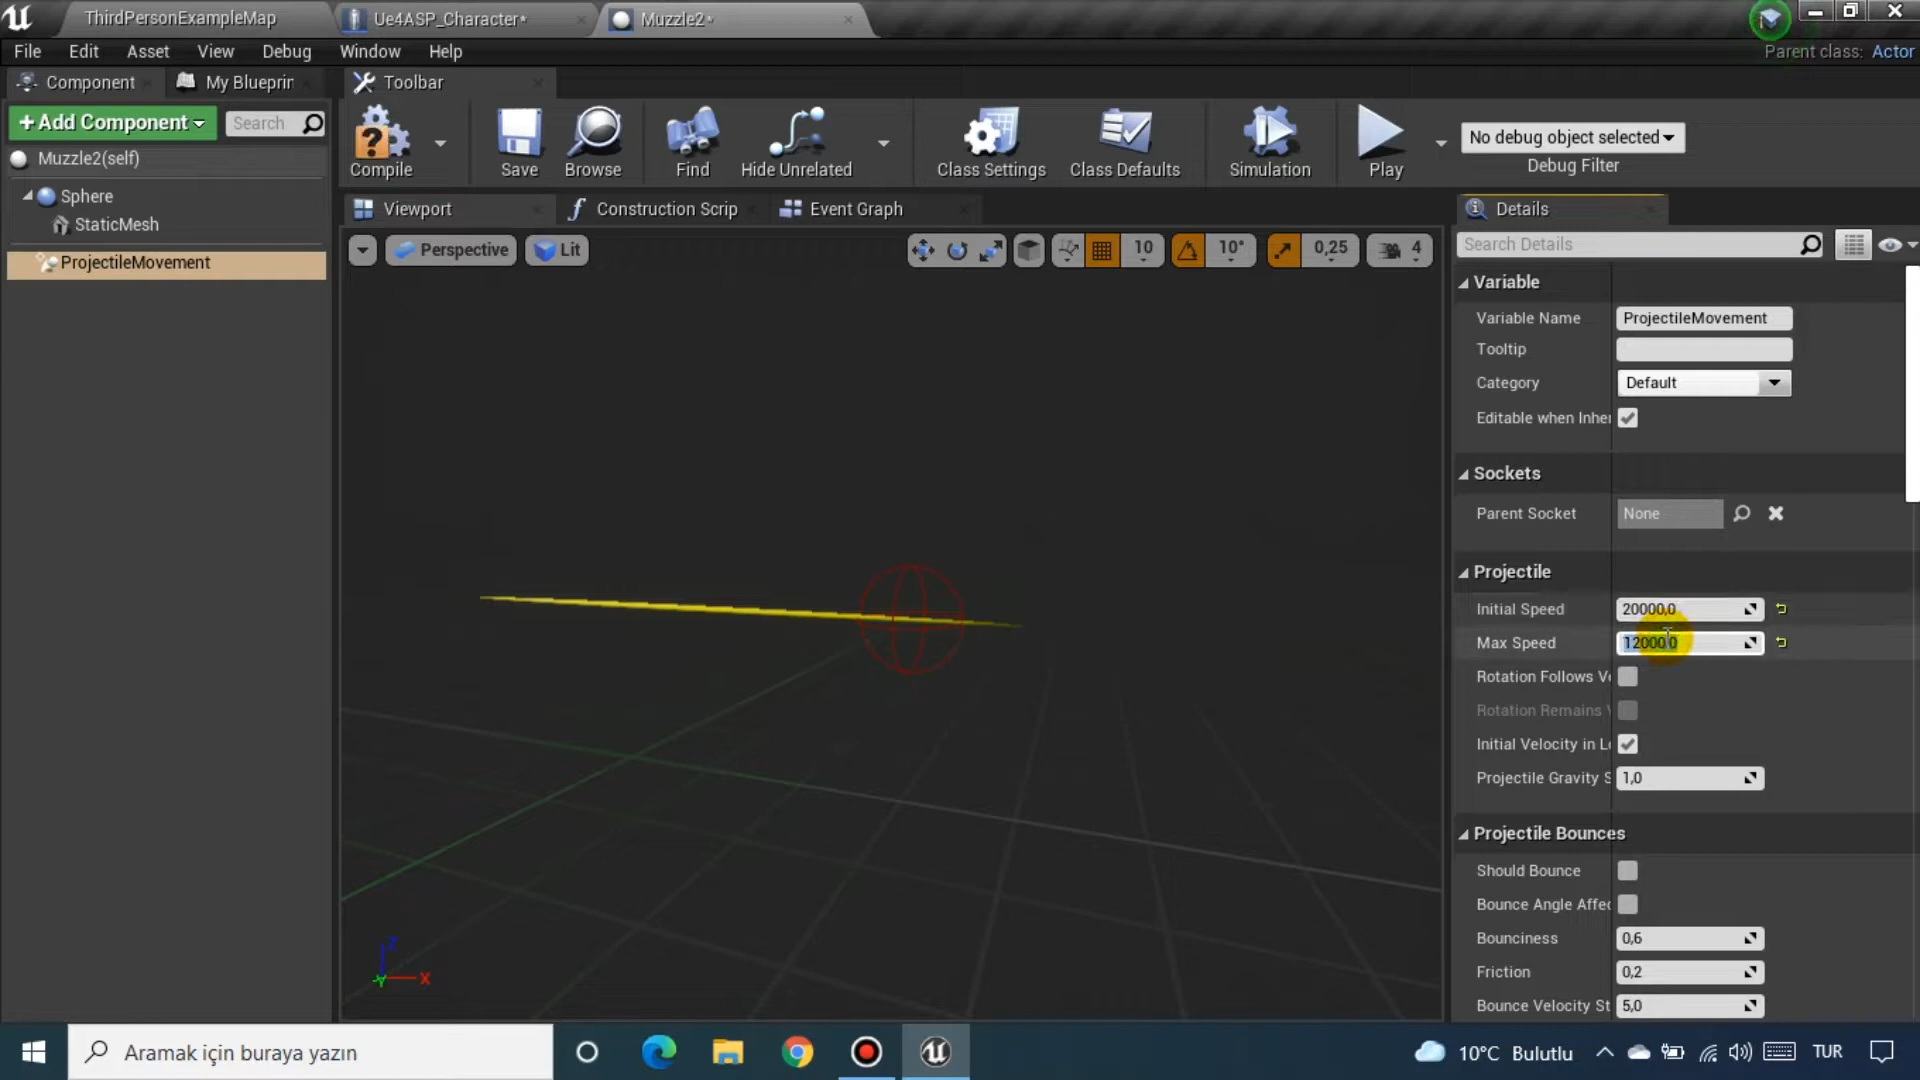 ThirdPersonExampleMap
Ue4ASP_Character*
Muzzle2*
File
Edit
Asset
View
Debug
Window
Help
Parent class: Actor
Component
My Blueprin
Toolbar
+Add Component
Search
Muzzle2(self)
Sphere
StaticMesh
ProjectileMovement
Compile
Save
Browse
Find
Hide Unrelated
Class Settings
Class Defaults
Simulation
Play
No debug object selected
Debug Filter
Viewport
Construction Scrip
Event Graph
Perspective
Lit
10
10°
0,25
4
Details
Search Details
Variable
Variable Name
ProjectileMovement
Tooltip
Category
Default
Editable when Inher
Sockets
Parent Socket
None
Projectile
Initial Speed
20000,0
Max Speed
12000,0
Rotation Follows Ve
Rotation Remains V
Initial Velocity in Lo
Projectile Gravity S
1,0
Projectile Bounces
Should Bounce
Bounce Angle Affec
Bounciness
0,6
Friction
0,2
Bounce Velocity St
5,0
Z
Y
X
Aramak için buraya yazın
10°C Bulutlu
TUR